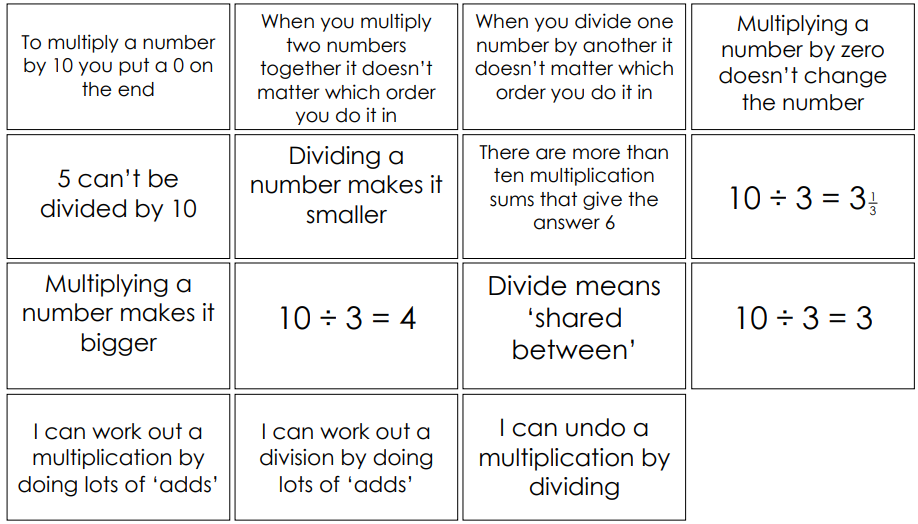 To multiply a number
by 10 you put a 0 on
the end
When you multiply
two numbers
together it doesn't
matter which order
you do it in
When you divide one
number by another it
doesn't matter which
order you do it in
Multiplying a
number by zero
doesn't change
the number
5 can't be
divided by 10
Dividing a
number makes it
smaller
There are more than
ten multiplication
sums that give the
answer 6
10 ÷ 3 = 3⅓
Multiplying a
number makes it
bigger
10 ÷ 3 = 4
Divide means
'shared
between'
10 ÷ 3 = 3
I can work out a
multiplication by
doing lots of 'adds'
I can work out a
division by doing
lots of 'adds'
I can undo a
multiplication by
dividing